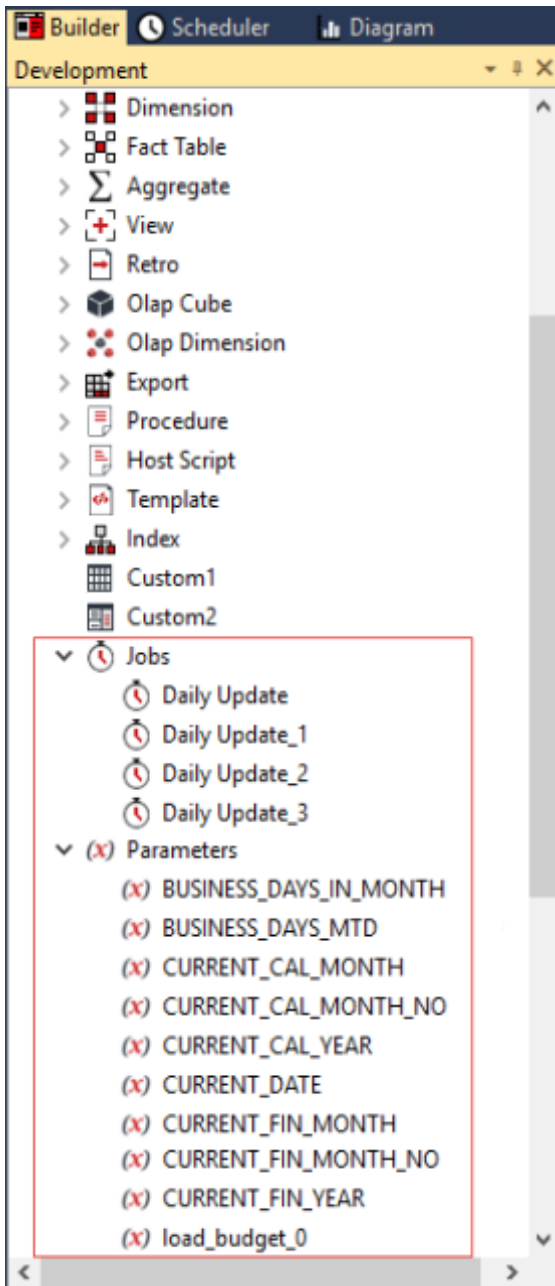 Builder Scheduler Diagram
Development
Dimension
Fact Table
Aggregate
View
Retro
Olap Cube
Olap Dimension
Export
Procedure
Host Script
Template
Index
Custom1
Custom2
Jobs
Daily Update
Daily Update_1
Daily Update_2
Daily Update_3
(x) Parameters
(x) BUSINESS_DAYS_IN_MONTH
(x) BUSINESS_DAYS_MTD
(x) CURRENT_CAL_MONTH
(x) CURRENT_CAL_MONTH_NO
(x) CURRENT_CAL_YEAR
(x) CURRENT_DATE
(x) CURRENT_FIN_MONTH
(x) CURRENT_FIN_MONTH_NO
(x) CURRENT_FIN_YEAR
(x) load_budget_0